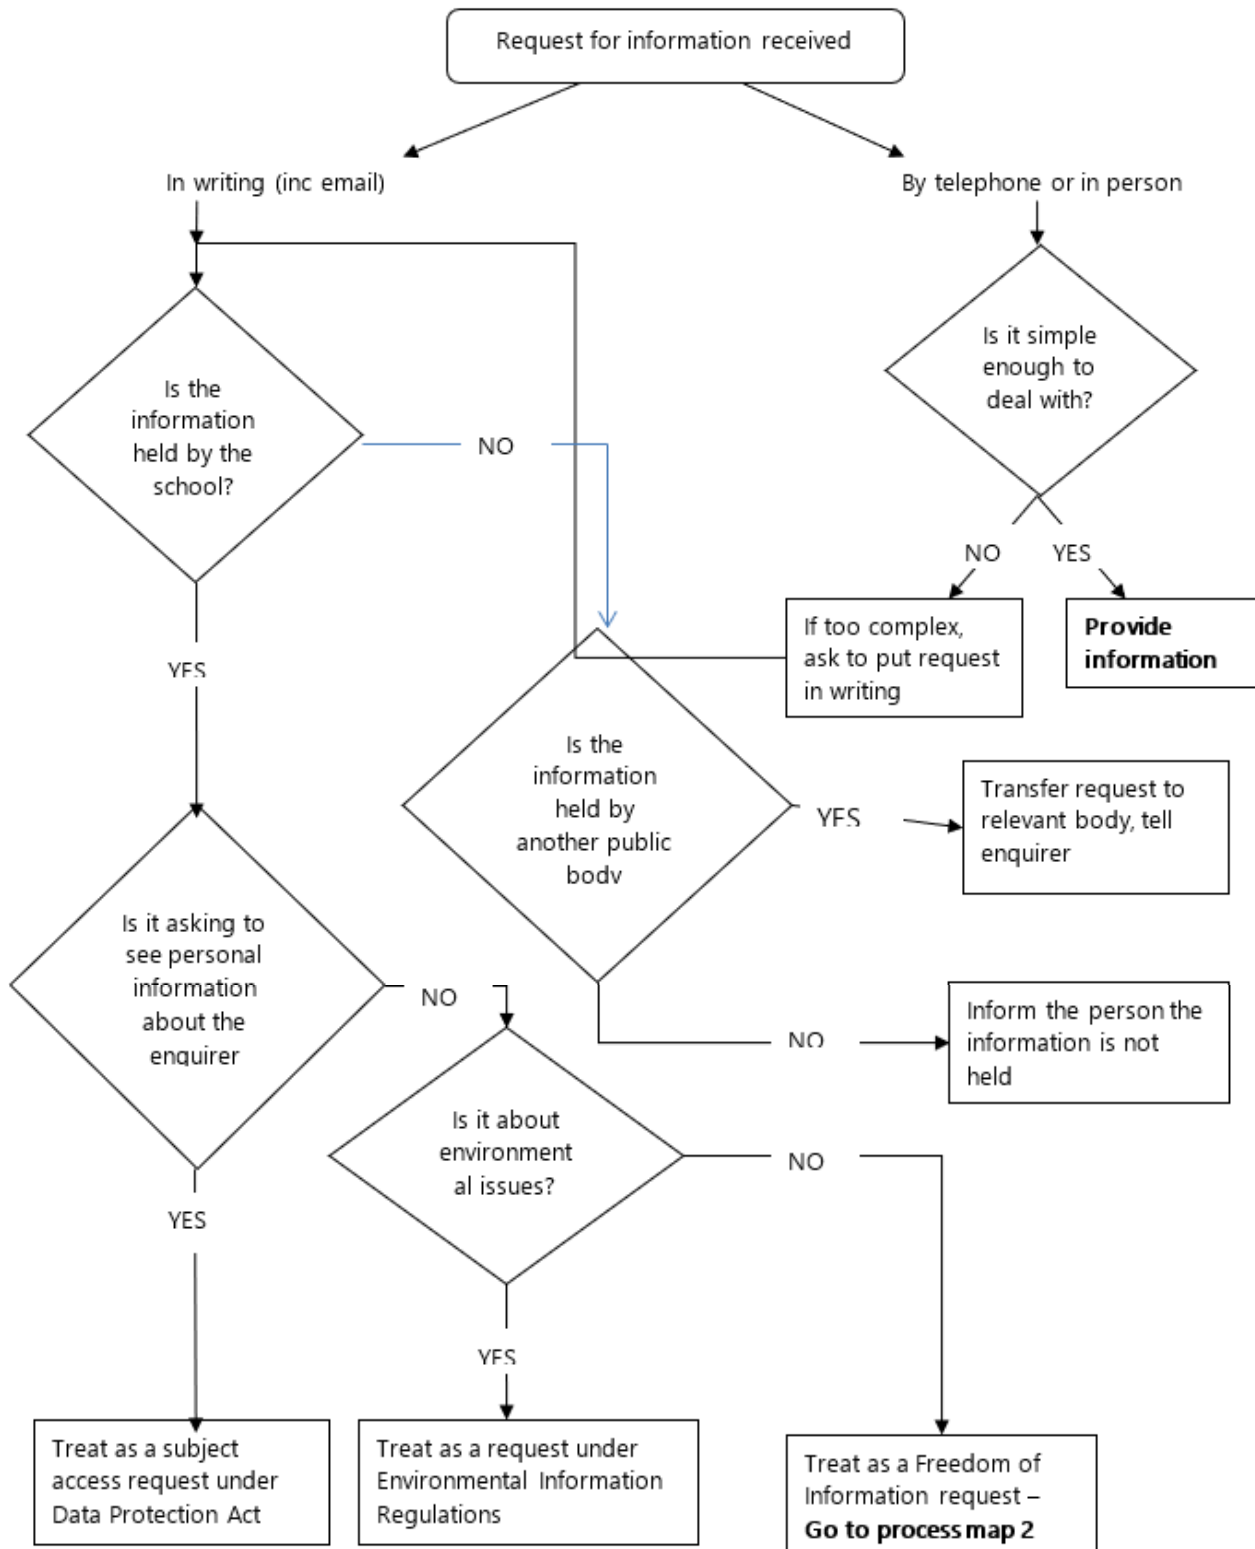 Request for information received
In writing (inc email)
By telephone or in person
Is it simple
enough to
deal with?
Is the
information
held by the
school?
NO
NO
YES
If too complex,
ask to put request
in writing
Provide
information
YES
Is the
information
held by
another public
body
YES
Transfer request to
relevant body, tell
enquirer
Is it asking to
see personal
information
about the
enquirer
NO
NO
Inform the person the
information is not
held
Is it about
environment
al issues?
NO
YES
YES
Treat as a subject
access request under
Data Protection Act
Treat as a request under
Environmental Information
Regulations
Treat as a Freedom of
Information request –
Go to process map 2